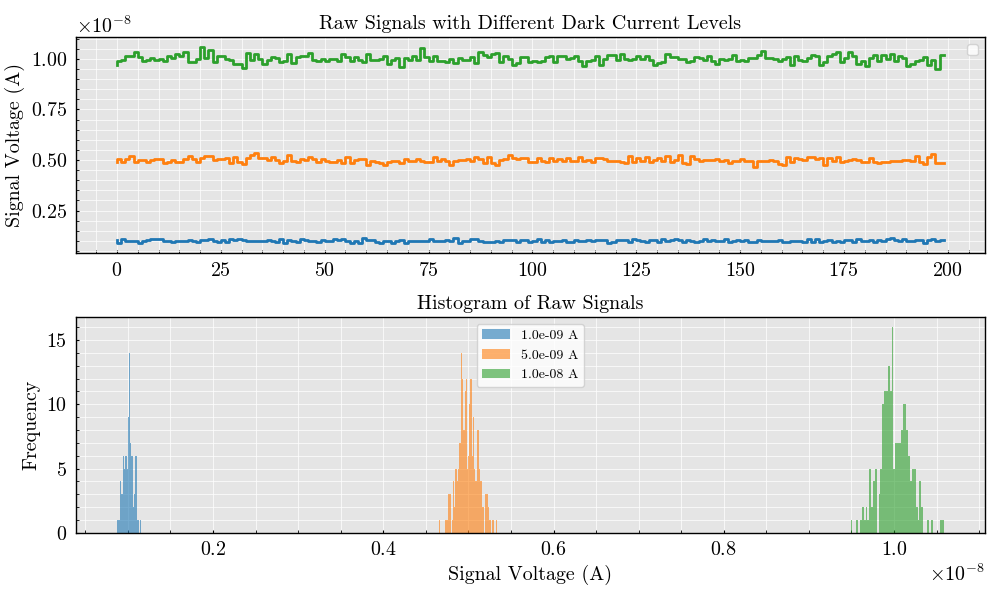 Raw Signals with Different Dark Current Levels
×10⁻⁸
Signal Voltage (A)
1.00
0.75
0.50
0.25
0 25 50 75 100 125 150 175 200
Histogram of Raw Signals
1.0e-09 A
5.0e-09 A
1.0e-08 A
Frequency
15
10
5
0
0.2 0.4 0.6 0.8 1.0
Signal Voltage (A)
×10⁻⁸